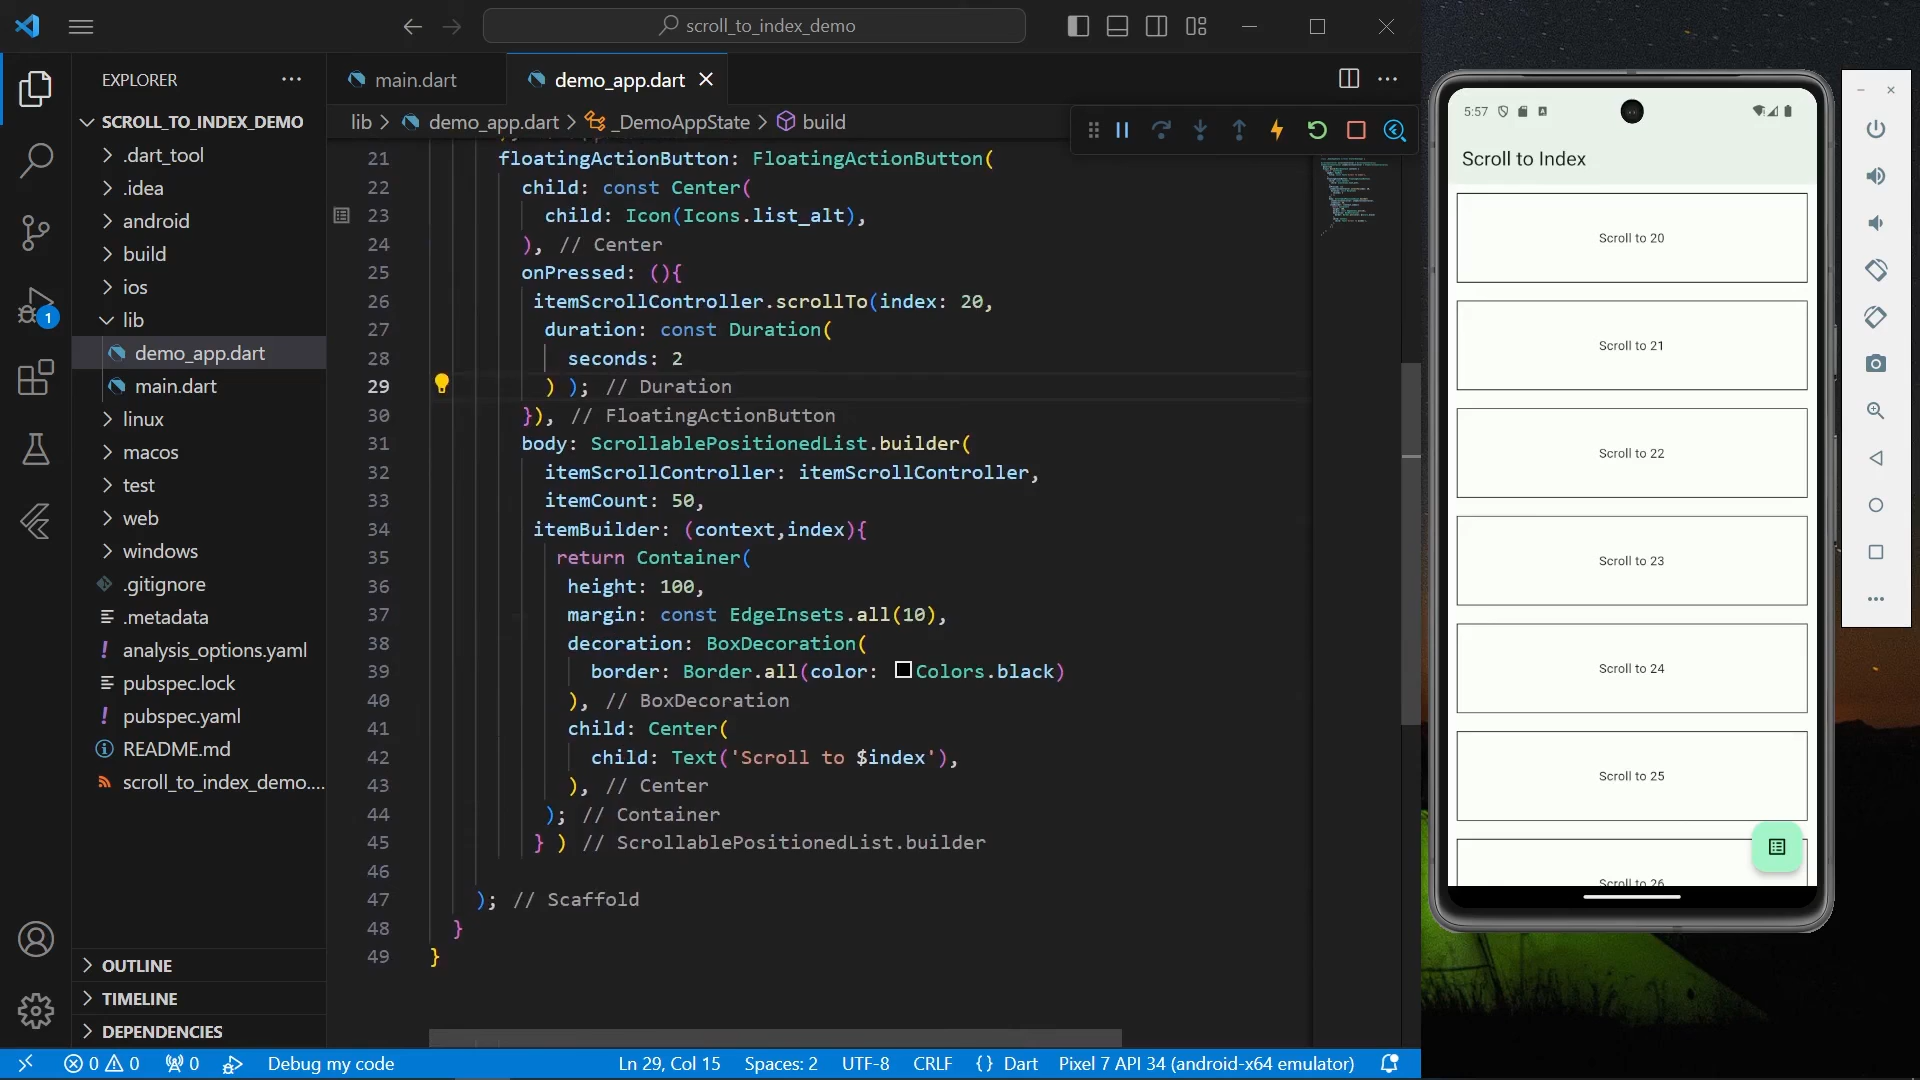 scroll_to_index_demo
EXPLORER
SCROLL_TO_INDEX_DEMO
.dart_tool
.idea
android
build
ios
lib
demo_app.dart
main.dart
linux
macos
test
web
windows
.gitignore
.metadata
! analysis_options.yaml
pubspec.lock
! pubspec.yaml
README.md
scroll_to_index_demo....
OUTLINE
TIMELINE
DEPENDENCIES
1
main.dart
demo_app.dart
lib > demo_app.dart > _DemoAppState > build
21 floatingActionButton: FloatingActionButton(
22 child: const Center(
23 child: Icon(Icons.list_alt),
24 ), // Center
25 onPressed: (){
26 itemScrollController.scrollTo(index: 20,
27 duration: const Duration(
28 seconds: 2
29 ) ); // Duration
30 }), // FloatingActionButton
31 body: ScrollablePositionedList.builder(
32 itemScrollController: itemScrollController,
33 itemCount: 50,
34 itemBuilder: (context,index){
35 return Container(
36 height: 100,
37 margin: const EdgeInsets.all(10),
38 decoration: BoxDecoration(
39 border: Border.all(color: Colors.black)
40 ), // BoxDecoration
41 child: Center(
42 child: Text('Scroll to $index'),
43 ), // Center
44 ); // Container
45 } ) // ScrollablePositionedList.builder
46
47 ); // Scaffold
48 }
49 }
0 0 0 Debug my code
Ln 29, Col 15 Spaces: 2 UTF-8 CRLF {} Dart Pixel 7 API 34 (android-x64 emulator)
5:57
Scroll to Index
Scroll to 20
Scroll to 21
Scroll to 22
Scroll to 23
Scroll to 24
Scroll to 25
Scroll to 26